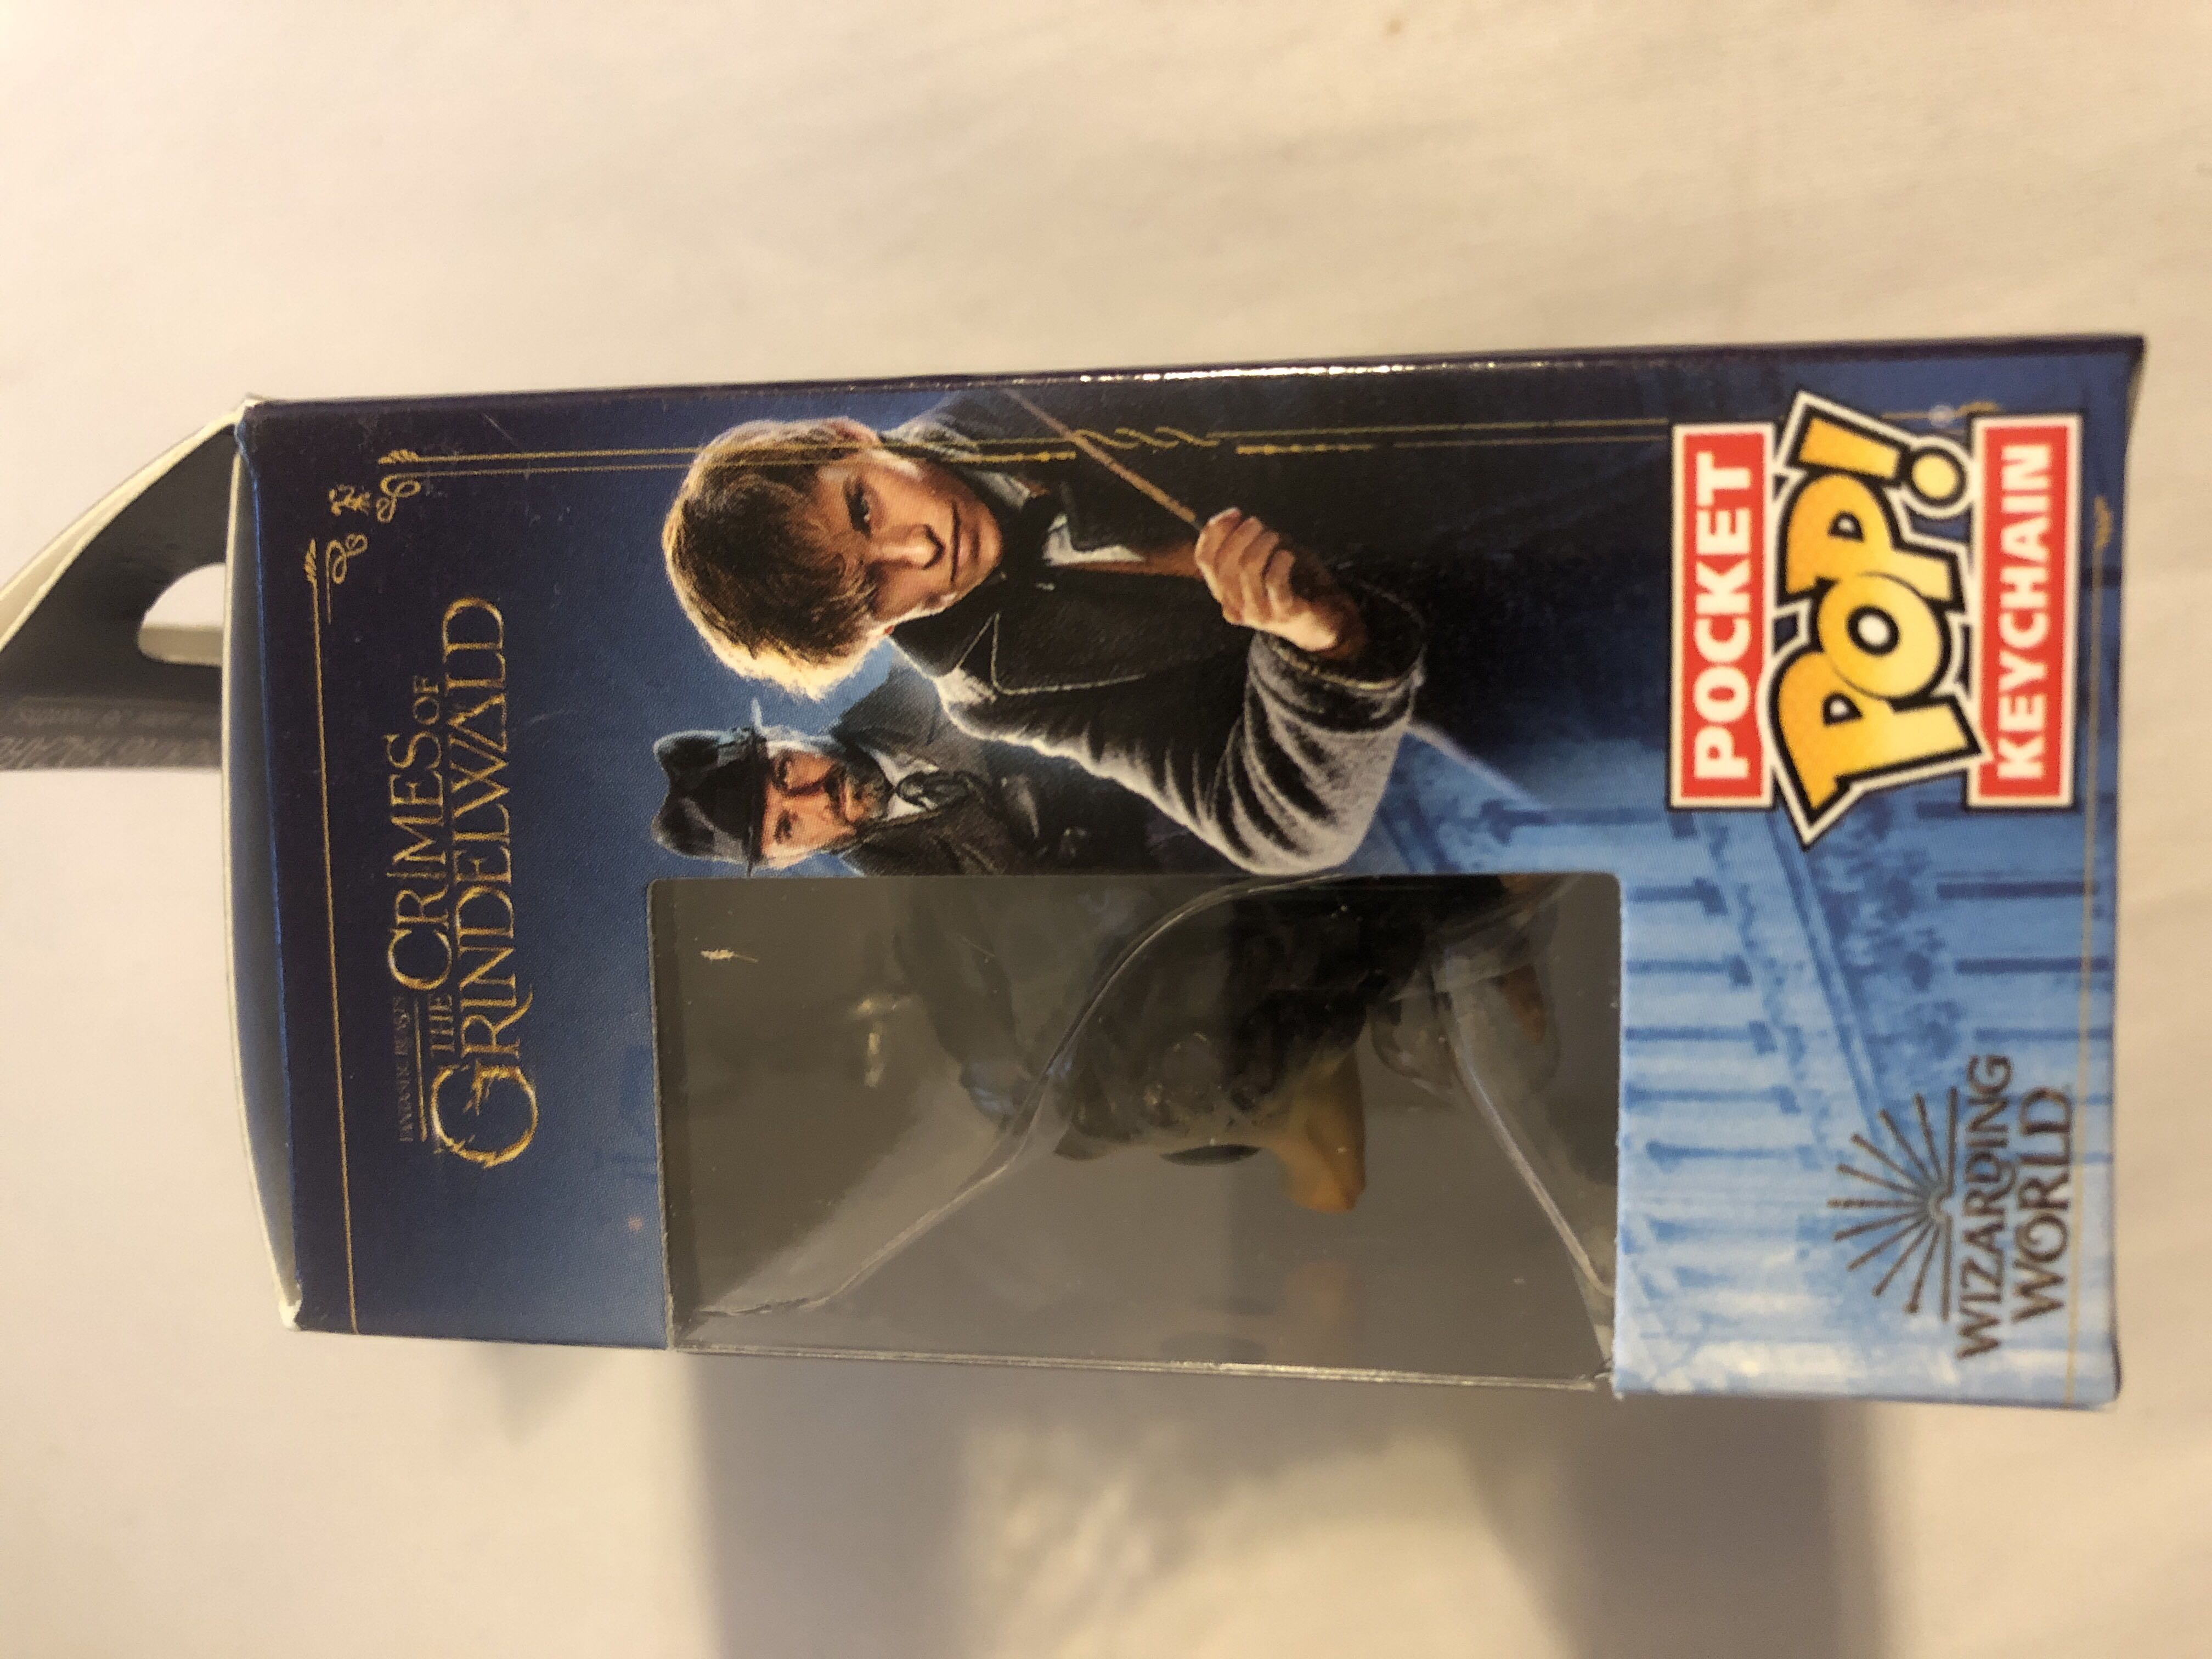 FANTASTIC BEASTS
THE CRIMES OF
GRINDELWALD
POCKET
POP!
KEYCHAIN
WIZARDING
WORLD